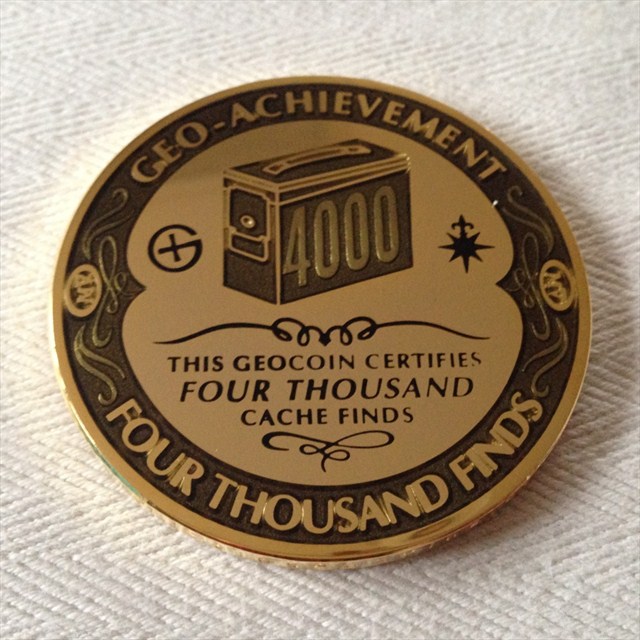 GEO-ACHIEVEMENT
4000
THIS GEOCOIN CERTIFIES
FOUR THOUSAND
CACHE FINDS
FOUR THOUSAND FINDS